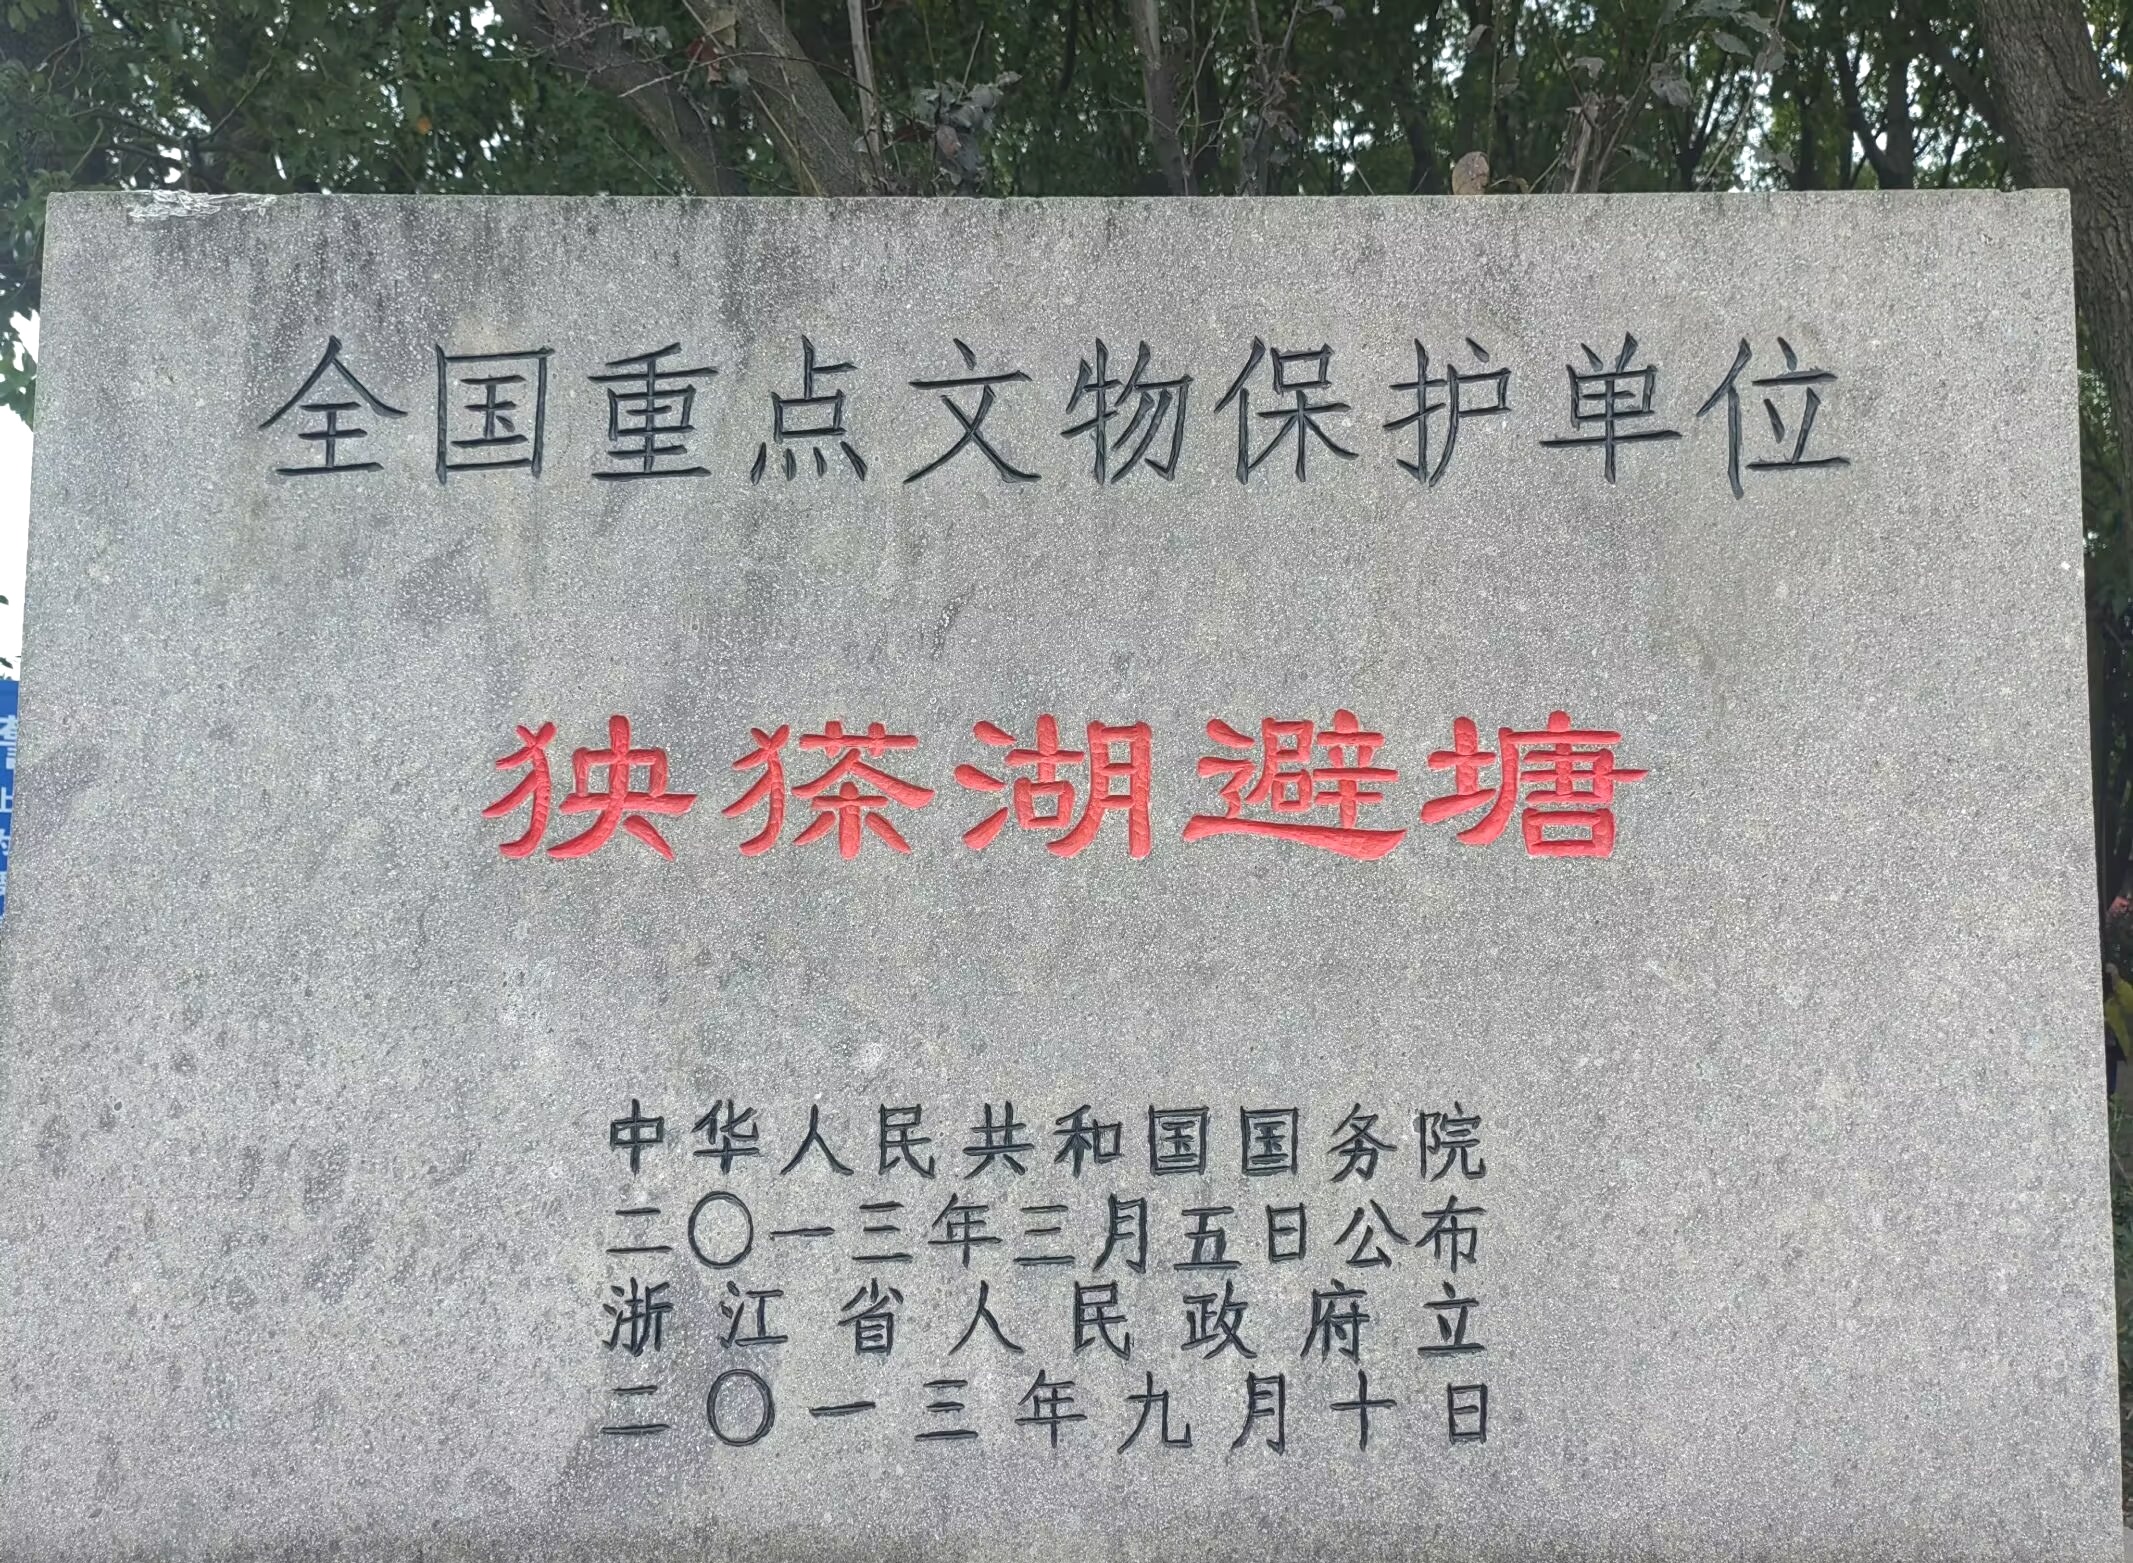 全国重点文物保护单位
狭𱮒湖避塘
中华人民共和国国务院
二〇一三年三月五日公布
浙江省人民政府立
二〇一三年九月十日